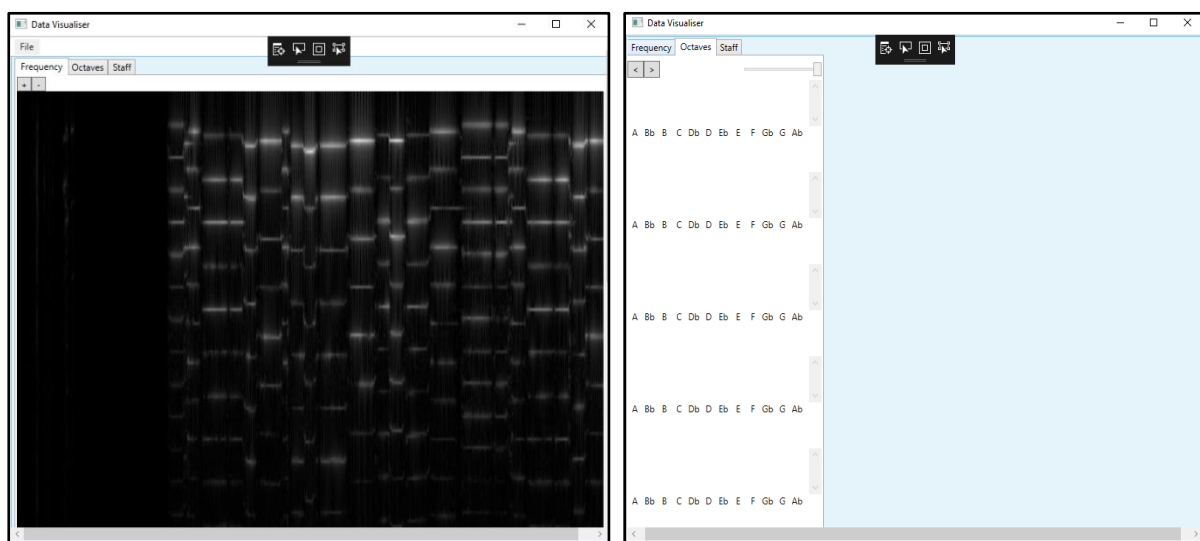 Data Visualiser
File
Frequency Octaves Staff
+ -
Data Visualiser
Frequency Octaves Staff
< >
A Bb B C Db D Eb E F Gb G Ab
A Bb B C Db D Eb E F Gb G Ab
A Bb B C Db D Eb E F Gb G Ab
A Bb B C Db D Eb E F Gb G Ab
A Bb B C Db D Eb E F Gb G Ab